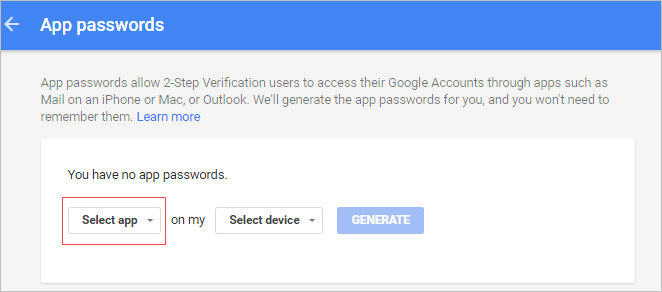 App passwords
App passwords allow 2-Step Verification users to access their Google Accounts through apps such as
Mail on an iPhone or Mac, or Outlook. We'll generate the app passwords for you, and you won't need to
remember them. Learn more
You have no app passwords.
Select app on my Select device GENERATE